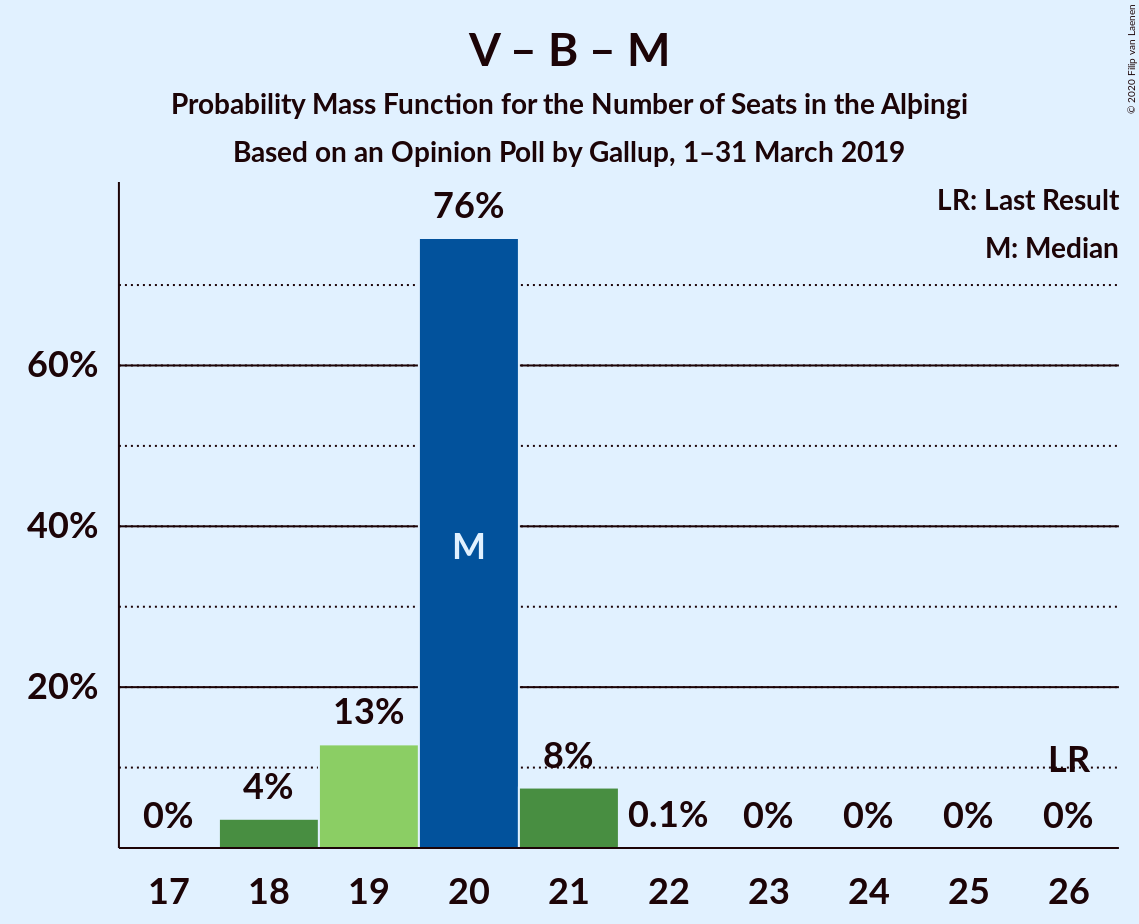 V – B – M
Probability Mass Function for the Number of Seats in the Alþingi
Based on an Opinion Poll by Gallup, 1–31 March 2019
© 2020 Filip van Laenen
LR: Last Result
M: Median
76%
60%
40%
M
20%
13%
8%
LR
4%
0%
0.1%
0%
0%
0%
0%
17
18
19
20
21
22
23
24
25
26